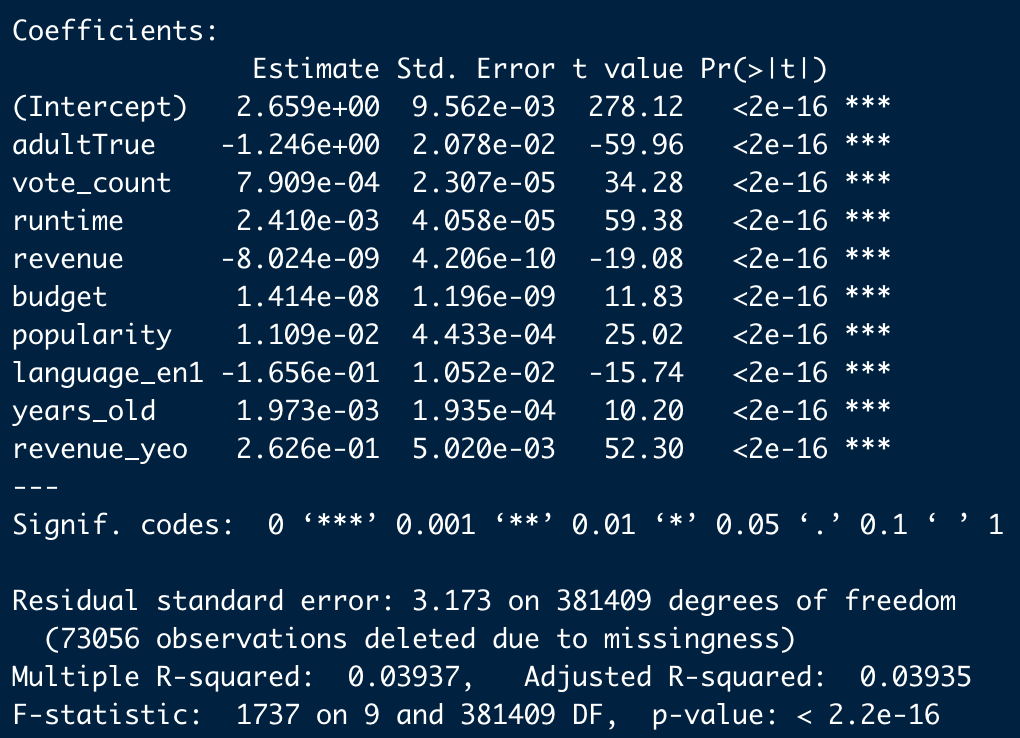 Coefficients:
               Estimate Std. Error t value Pr(>|t|)
(Intercept)   2.659e+00  9.562e-03  278.12   <2e-16 ***
adultTrue    -1.246e+00  2.078e-02  -59.96   <2e-16 ***
vote_count    7.909e-04  2.307e-05   34.28   <2e-16 ***
runtime       2.410e-03  4.058e-05   59.38   <2e-16 ***
revenue      -8.024e-09  4.206e-10  -19.08   <2e-16 ***
budget        1.414e-08  1.196e-09   11.83   <2e-16 ***
popularity    1.109e-02  4.433e-04   25.02   <2e-16 ***
language_en1 -1.656e-01  1.052e-02  -15.74   <2e-16 ***
years_old     1.973e-03  1.935e-04   10.20   <2e-16 ***
revenue_yeo   2.626e-01  5.020e-03   52.30   <2e-16 ***
---
Signif. codes:  0 ‘***’ 0.001 ‘**’ 0.01 ‘*’ 0.05 ‘.’ 0.1 ‘ ’ 1

Residual standard error: 3.173 on 381409 degrees of freedom
  (73056 observations deleted due to missingness)
Multiple R-squared:  0.03937,	Adjusted R-squared:  0.03935
F-statistic:  1737 on 9 and 381409 DF,  p-value: < 2.2e-16